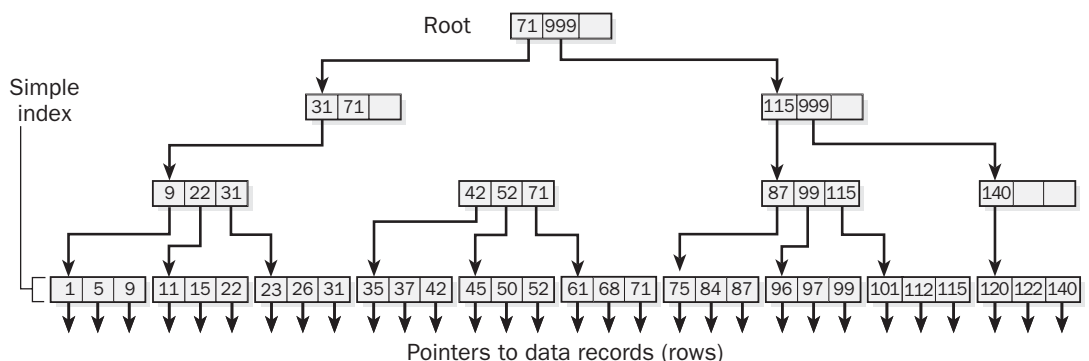 Root
71 999
Simple
index
31 71
115 999
9 22 31
42 52 71
87 99 115
140
1 5 9
11 15 22
23 26 31
35 37 42
45 50 52
61 68 71
75 84 87
96 97 99
101 112 115
120 122 140
Pointers to data records (rows)